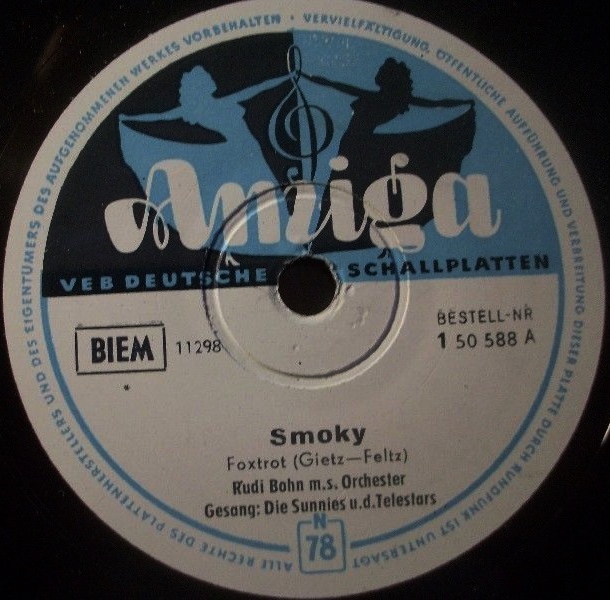 ALLE RECHTE DES PLATTENHERSTELLERS UND DES EIGENTÜMERS DES AUFGENOMMENEN WERKES VORBEHALTEN · VERVIELFÄLTIGUNG, ÖFFENTLICHE AUFFÜHRUNG UND VERBREITUNG DIESER PLATTE DURCH RUNDFUNK IST UNTERSAGT
Amiga
VEB DEUTSCHE SCHALLPLATTEN
BIEM
11298
BESTELL-NR
1 50 588 A
*
Smoky
Foxtrot (Gietz—Feltz)
Rudi Bohn m.s. Orchester
Gesang: Die Sunnies u.d. Telestars
N
78